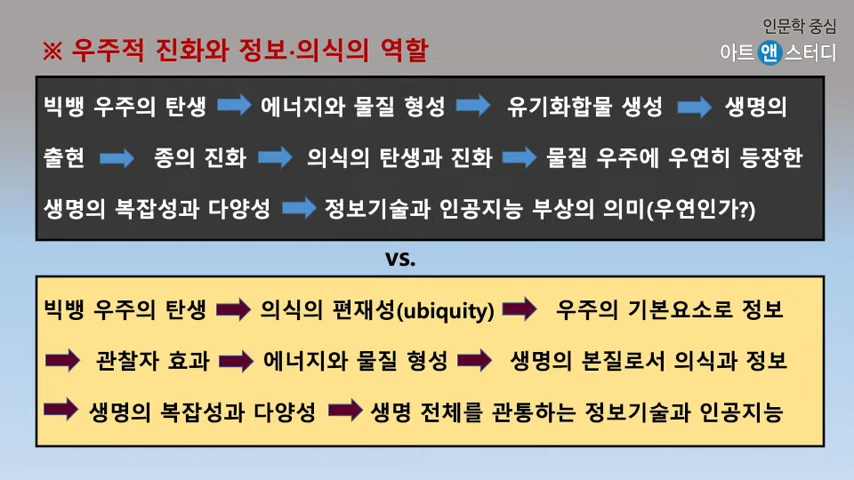 인문학 중심
아트앤스터디
※ 우주적 진화와 정보·의식의 역할
빅뱅 우주의 탄생 → 에너지와 물질 형성 → 유기화합물 생성 → 생명의
출현 → 종의 진화 → 의식의 탄생과 진화 → 물질 우주에 우연히 등장한
생명의 복잡성과 다양성 → 정보기술과 인공지능 부상의 의미(우연인가?)
vs.
빅뱅 우주의 탄생 → 의식의 편재성(ubiquity) → 우주의 기본요소로 정보
→ 관찰자 효과 → 에너지와 물질 형성 → 생명의 본질로서 의식과 정보
→ 생명의 복잡성과 다양성 → 생명 전체를 관통하는 정보기술과 인공지능